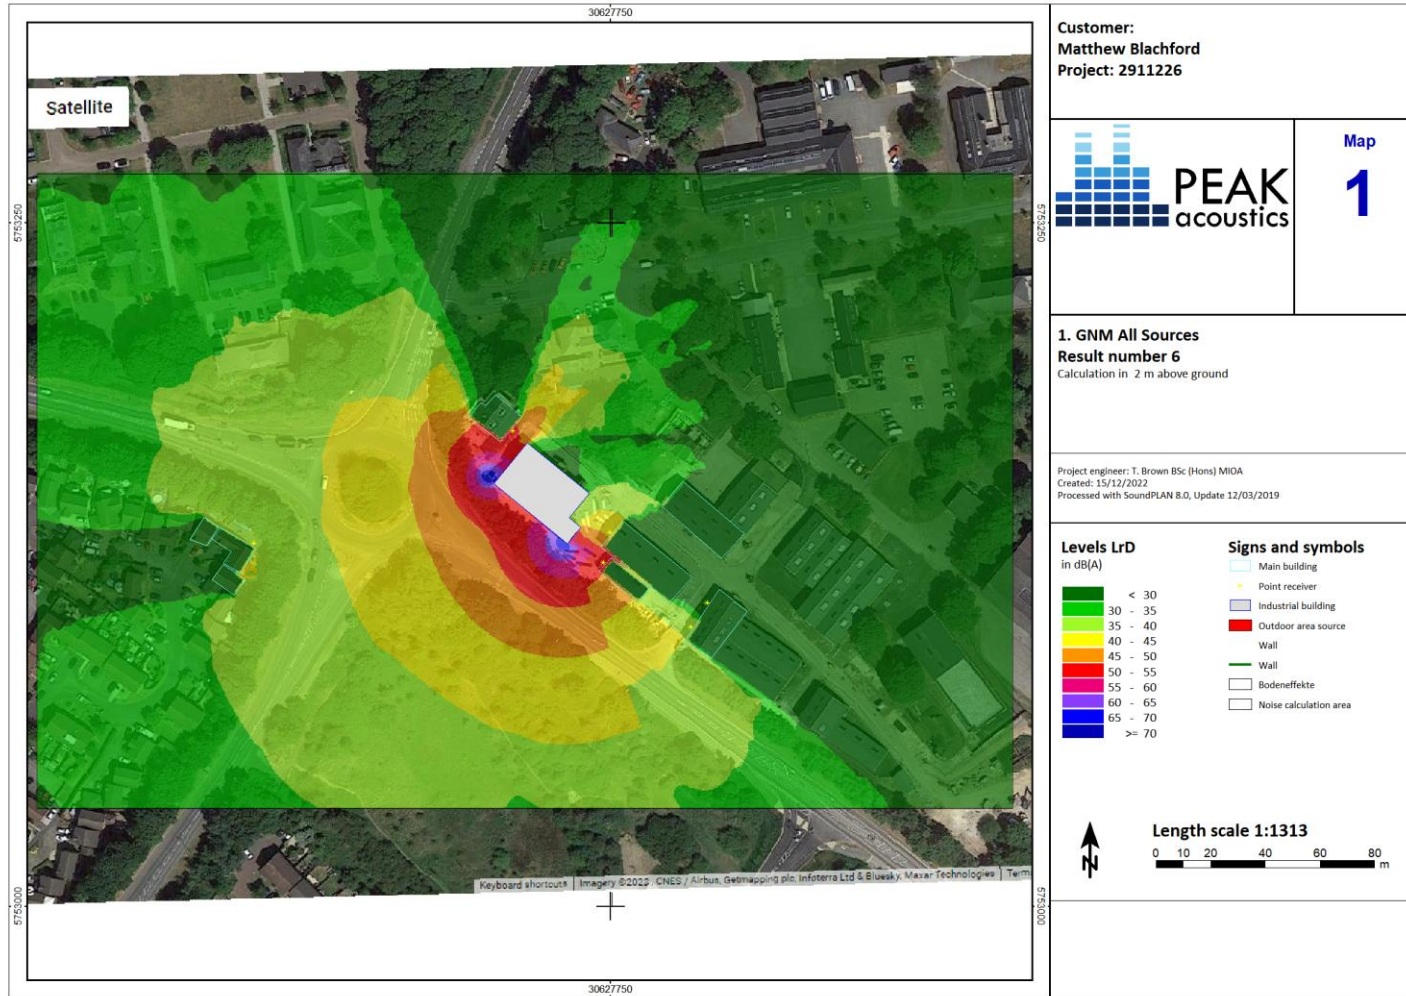 30627750
Satellite
5753250
5753250
5753000
5753000
Keyboard shortcuts | Imagery ©2023 , CNES / Airbus, Getmapping plc, Infoterra Ltd & Bluesky, Maxar Technologies | Term
30627750
Customer:
Matthew Blachford
Project: 2911226
PEAK
acoustics
Map
1
1. GNM All Sources
Result number 6
Calculation in 2 m above ground
Project engineer: T. Brown BSc (Hons) MIOA
Created: 15/12/2022
Processed with SoundPLAN 8.0, Update 12/03/2019
Levels LrD
in dB(A)
< 30
30 - 35
35 - 40
40 - 45
45 - 50
50 - 55
55 - 60
60 - 65
65 - 70
>= 70
Signs and symbols
Main building
Point receiver
Industrial building
Outdoor area source
Wall
Wall
Bodeneffekte
Noise calculation area
N
Length scale 1:1313
0 10 20 40 60 80
m